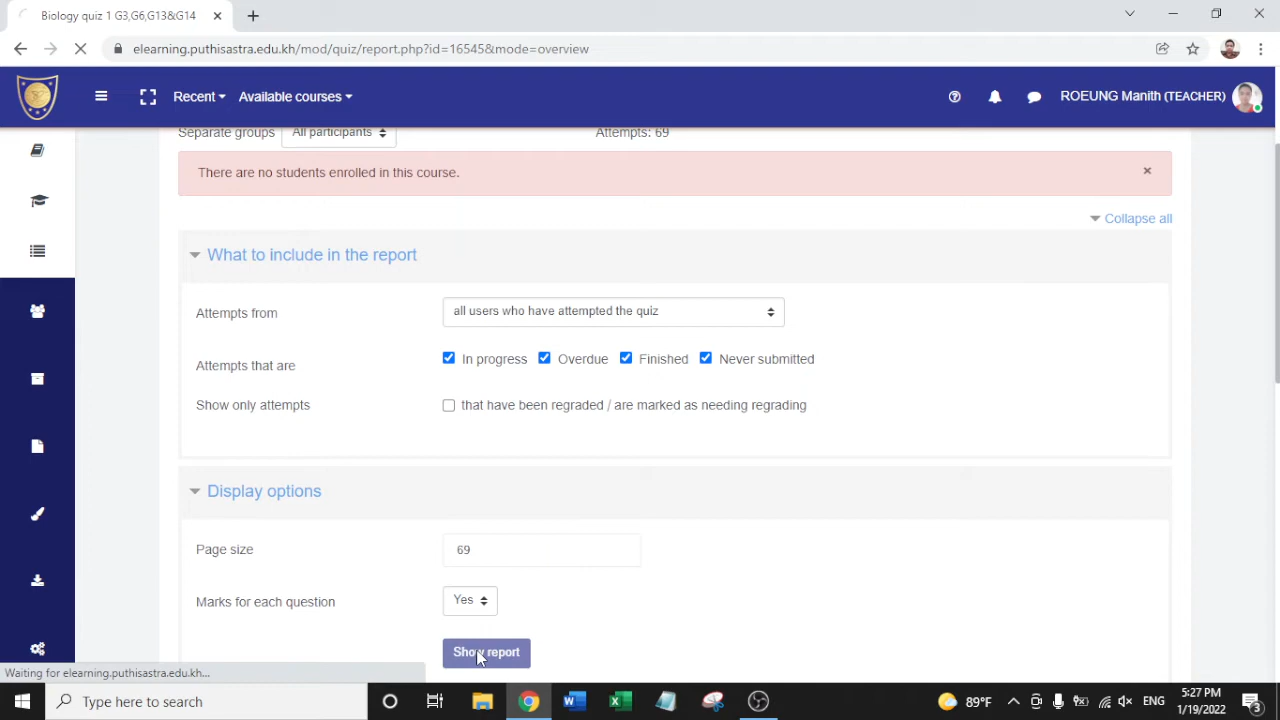 Biology quiz 1 G3,G6,G13&G14
elearning.puthisastra.edu.kh/mod/quiz/report.php?id=16545&mode=overview
Recent Available courses ROEUNG Manith (TEACHER)
Separate groups All participants Attempts: 69
There are no students enrolled in this course. ×
Collapse all
What to include in the report
Attempts from all users who have attempted the quiz
Attempts that are In progress Overdue Finished Never submitted
Show only attempts that have been regraded / are marked as needing regrading
Display options
Page size 69
Marks for each question Yes
Show report
Waiting for elearning.puthisastra.edu.kh...
Type here to search 89°F ENG 5:27 PM
1/19/2022 3